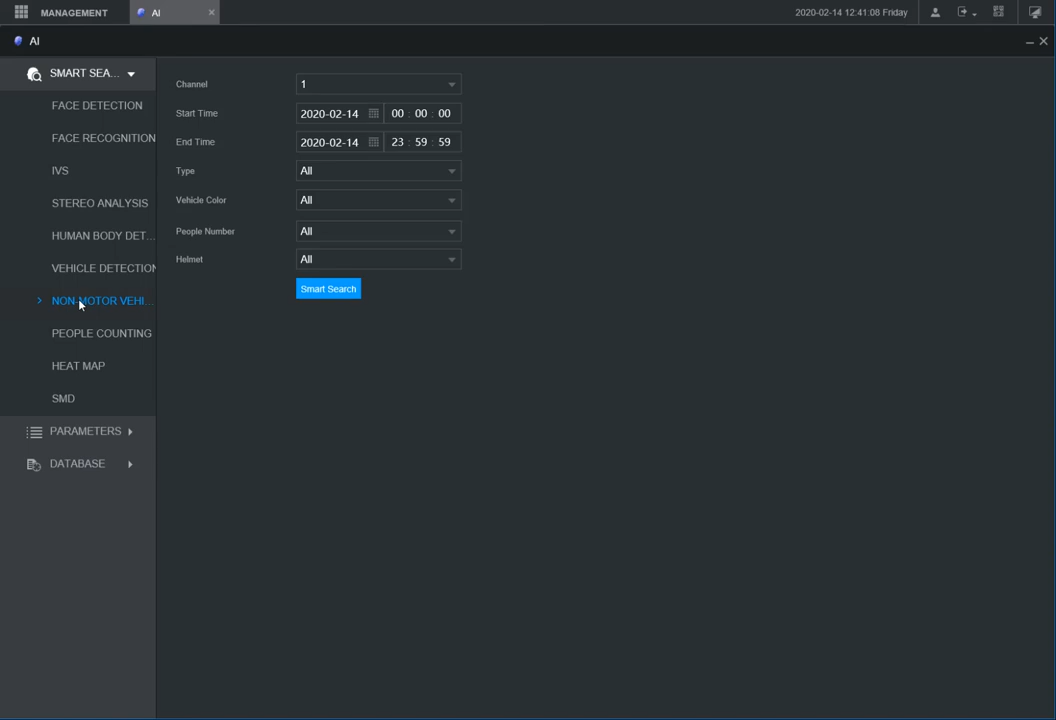 MANAGEMENT AI 2020-02-14 12:41:08 Friday
AI
SMART SEA...
FACE DETECTION
FACE RECOGNITION
IVS
STEREO ANALYSIS
HUMAN BODY DET...
VEHICLE DETECTION
NON-MOTOR VEHI...
PEOPLE COUNTING
HEAT MAP
SMD
PARAMETERS
DATABASE
Channel 1
Start Time 2020-02-14 00 : 00 : 00
End Time 2020-02-14 23 : 59 : 59
Type All
Vehicle Color All
People Number All
Helmet All
Smart Search